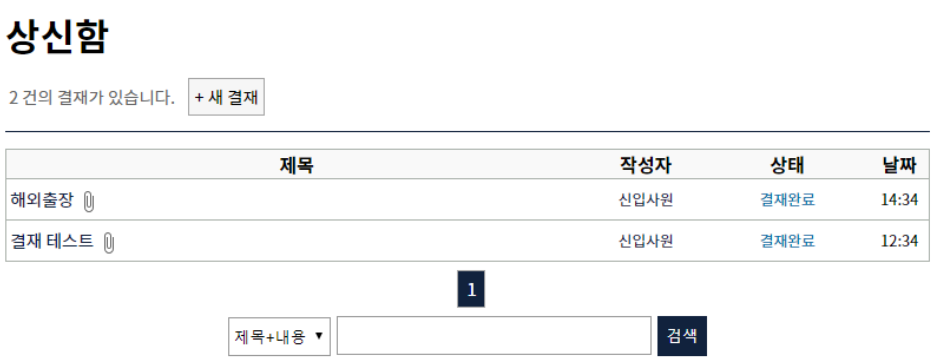 상신함
2 건의 결재가 있습니다. + 새 결재
제목 작성자 상태 날짜
해외출장 신입사원 결재완료 14:34
결재 테스트 신입사원 결재완료 12:34
1
제목+내용 ▼ 검색